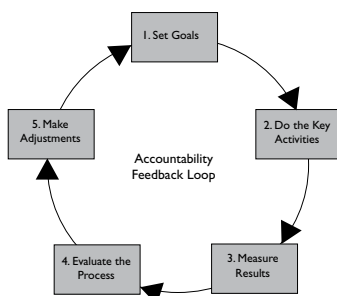 1. Set Goals
2. Do the Key
Activities
3. Measure
Results
4. Evaluate the
Process
5. Make
Adjustments
Accountability
Feedback Loop